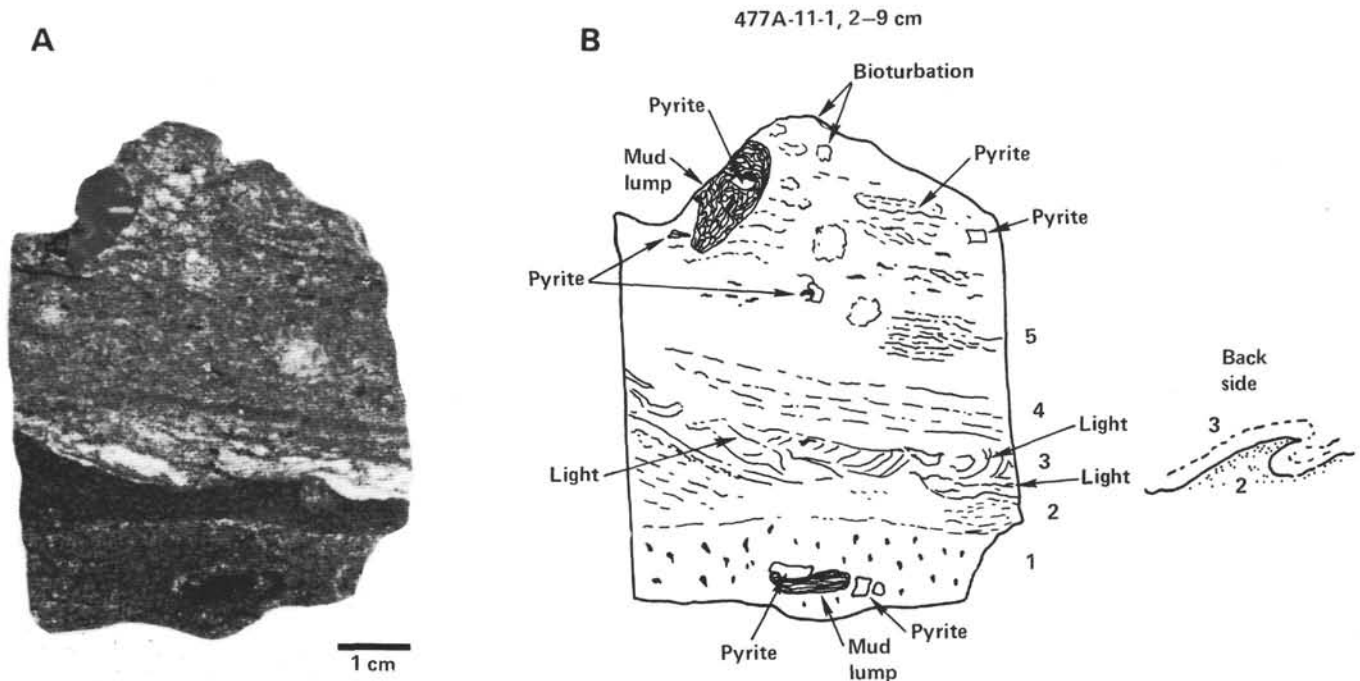 A
1 cm
477A-11-1, 2–9 cm
B
Bioturbation
Pyrite
Mud
lump
Pyrite
Pyrite
Pyrite
5
4
Light
Light
3
Light
2
1
Pyrite
Mud
lump
Pyrite
Back
side
3
2